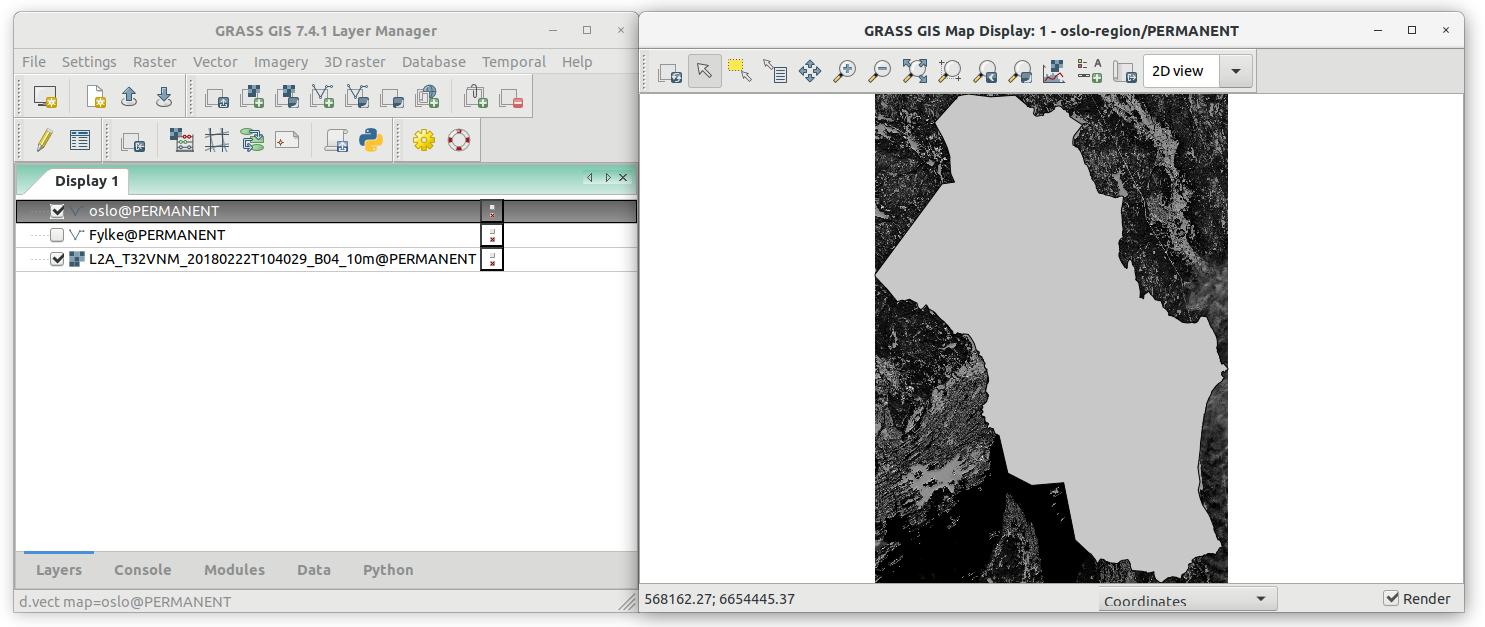 GRASS GIS 7.4.1 Layer Manager
File Settings Raster Vector Imagery 3D raster Database Temporal Help
Display 1
oslo@PERMANENT
Fylke@PERMANENT
L2A_T32VNM_20180222T104029_B04_10m@PERMANENT
Layers Console Modules Data Python
d.vect map=oslo@PERMANENT
GRASS GIS Map Display: 1 - oslo-region/PERMANENT
A
2D view
568162.27; 6654445.37
Coordinates
Render